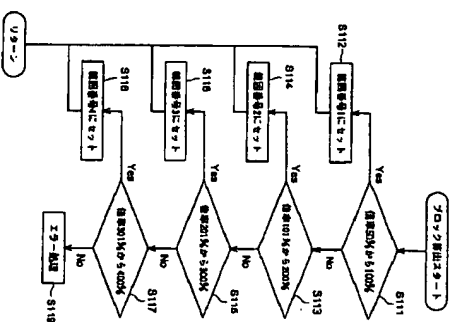 ブロック算出スタート
S111
倍率50%から100%
Yes
No
S112
範囲番号1にセット
S113
倍率101%から200%
Yes
No
S114
範囲番号2にセット
S115
倍率201%から300%
Yes
No
S116
範囲番号3にセット
S117
倍率301%から400%
Yes
No
S118
範囲番号4にセット
エラー処理
S119
リターン